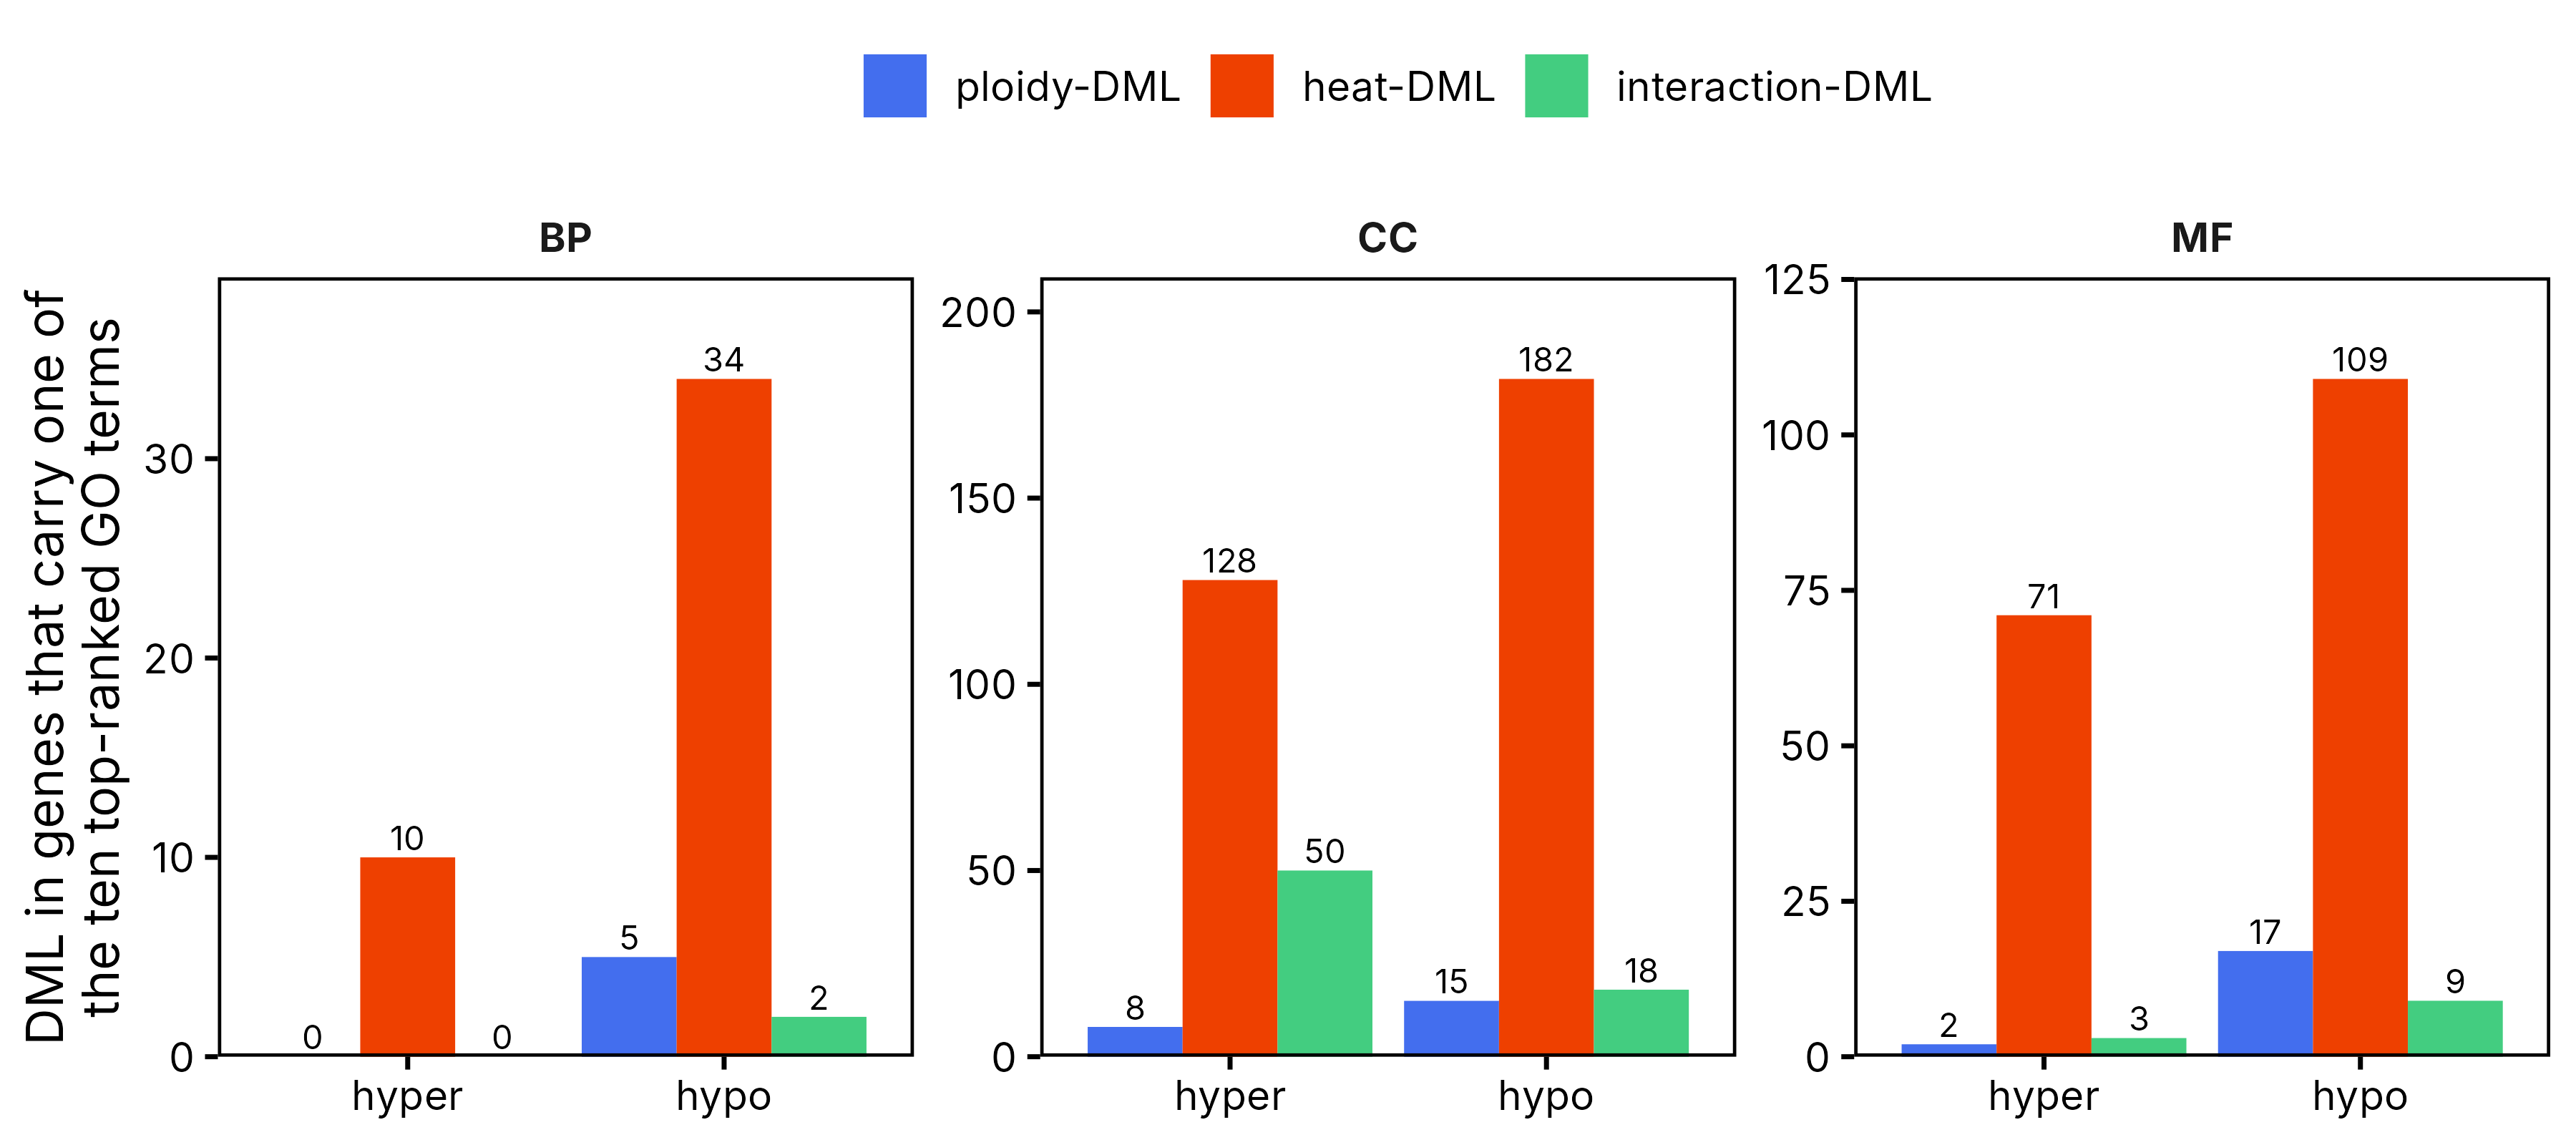 ploidy-DML heat-DML interaction-DML
DML in genes that carry one of
the ten top-ranked GO terms
BP
30
20
10
0
0
10
0
5
34
2
hyper
hypo
CC
200
150
100
50
0
8
128
50
15
182
18
hyper
hypo
MF
125
100
75
50
25
0
2
71
3
17
109
9
hyper
hypo